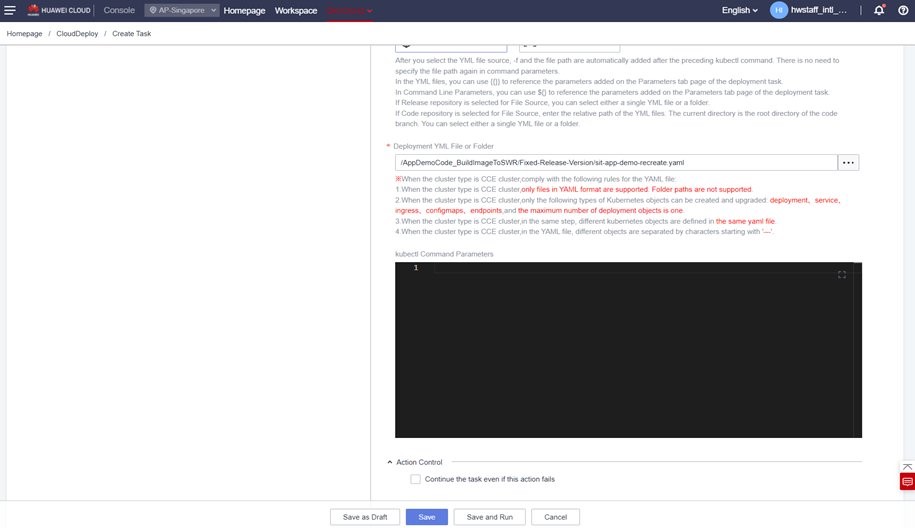 HUAWEI CLOUD Console AP-Singapore Homepage Workspace English hwstaff_intl_...
HUAWEI
HI
Homepage / CloudDeploy / Create Task
After you select the YML file source, -f and the file path are automatically added after the preceding kubectl command. There is no need to
specify the file path again in command parameters.
In the YML files, you can use {{}} to reference the parameters added on the Parameters tab page of the deployment task.
In Command Line Parameters, you can use ${} to reference the parameters added on the Parameters tab page of the deployment task.
If Release repository is selected for File Source, you can select either a single YML file or a folder.
If Code repository is selected for File Source, enter the relative path of the YML files. The current directory is the root directory of the code
branch. You can select either a single YML file or a folder.
* Deployment YML File or Folder
/AppDemoCode_BuildImageToSWR/Fixed-Release-Version/sit-app-demo-recreate.yaml ...
※When the cluster type is CCE cluster,comply with the following rules for the YAML file:
1.When the cluster type is CCE cluster,only files in YAML format are supported. Folder paths are not supported.
2.When the cluster type is CCE cluster,only the following types of Kubernetes objects can be created and upgraded: deployment、service、
ingress、configmaps、endpoints,and the maximum number of deployment objects is one.
3.When the cluster type is CCE cluster,in the same step, different kubernetes objects are defined in the same yaml file.
4.When the cluster type is CCE cluster,in the YAML file, different objects are separated by characters starting with '---'.
kubectl Command Parameters
1
Action Control
Continue the task even if this action fails
Save as Draft Save Save and Run Cancel